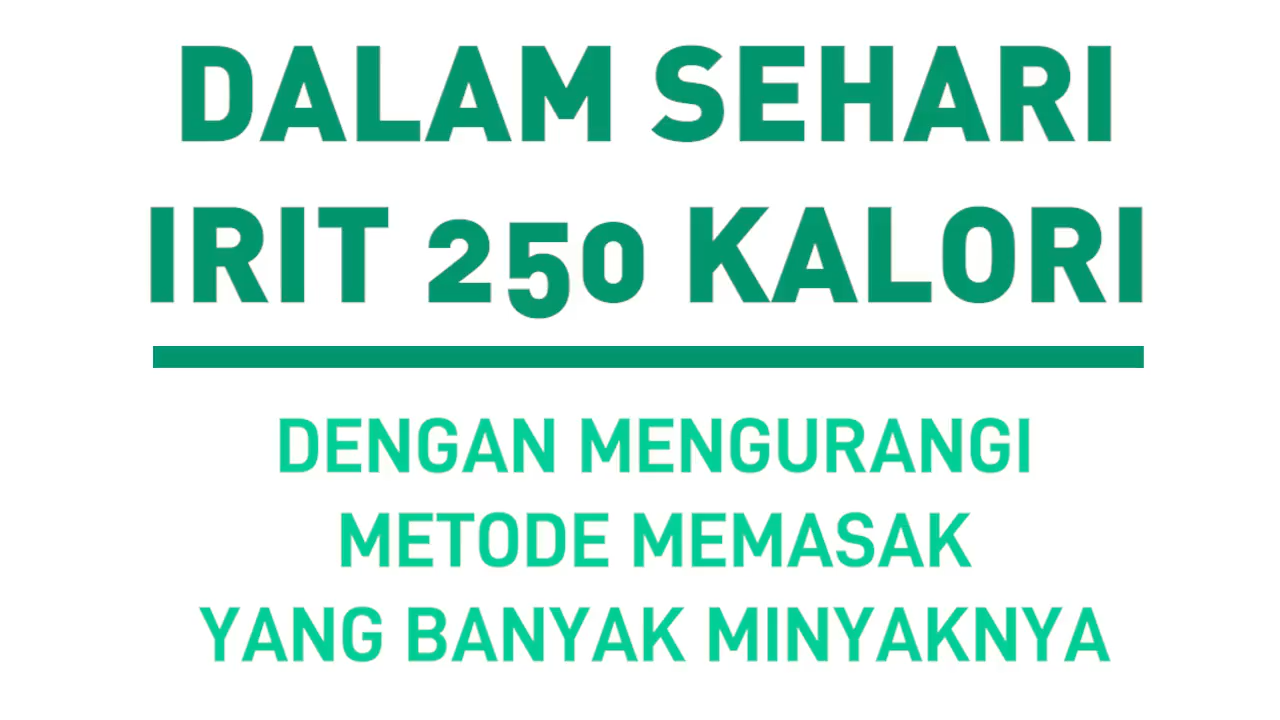 DALAM SEHARI
IRIT 250 KALORI
DENGAN MENGURANGI
METODE MEMASAK
YANG BANYAK MINYAKNYA